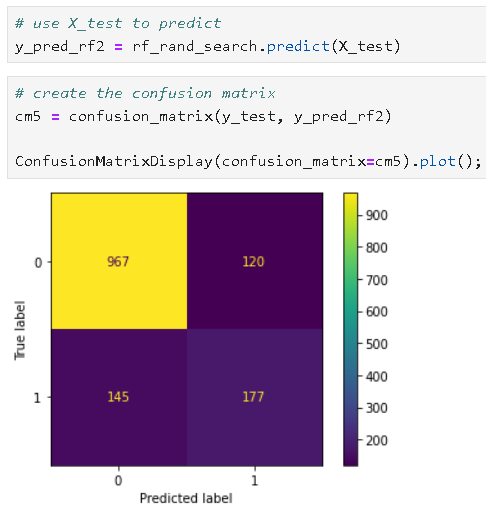 # use X_test to predict
y_pred_rf2 = rf_rand_search.predict(X_test)
# create the confusion matrix
cm5 = confusion_matrix(y_test, y_pred_rf2)
ConfusionMatrixDisplay(confusion_matrix=cm5).plot();
0 967 120
1 145 177
True label
0 1
Predicted label
900
800
700
600
500
400
300
200